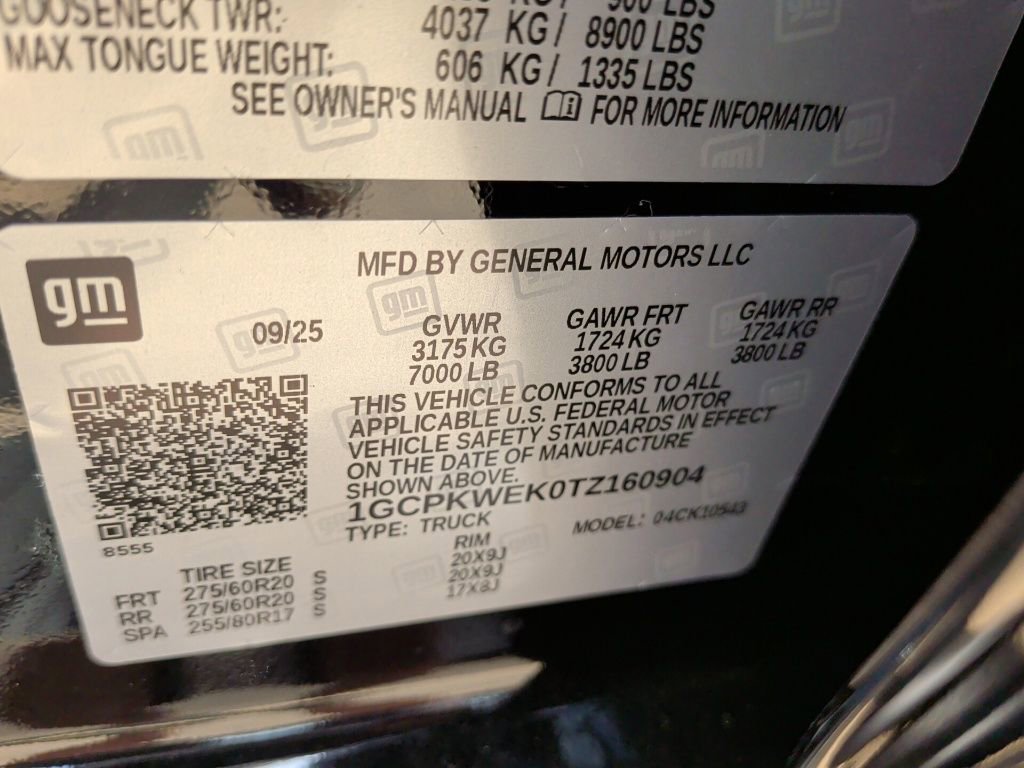 GOOSENECK TWR: 4037 KG / 8900 LBS
MAX TONGUE WEIGHT: 606 KG / 1335 LBS
SEE OWNER'S MANUAL FOR MORE INFORMATION
gm
MFD BY GENERAL MOTORS LLC
09/25
GVWR GAWR FRT GAWR RR
3175 KG 1724 KG 1724 KG
7000 LB 3800 LB 3800 LB
THIS VEHICLE CONFORMS TO ALL
APPLICABLE U.S. FEDERAL MOTOR
VEHICLE SAFETY STANDARDS IN EFFECT
ON THE DATE OF MANUFACTURE
SHOWN ABOVE.
1GCPKWEK0TZ160904
TYPE: TRUCK MODEL: 04CK10543
8555
TIRE SIZE RIM
FRT 275/60R20 S 20X9J
RR 275/60R20 S 20X9J
SPA 255/80R17 S 17X8J